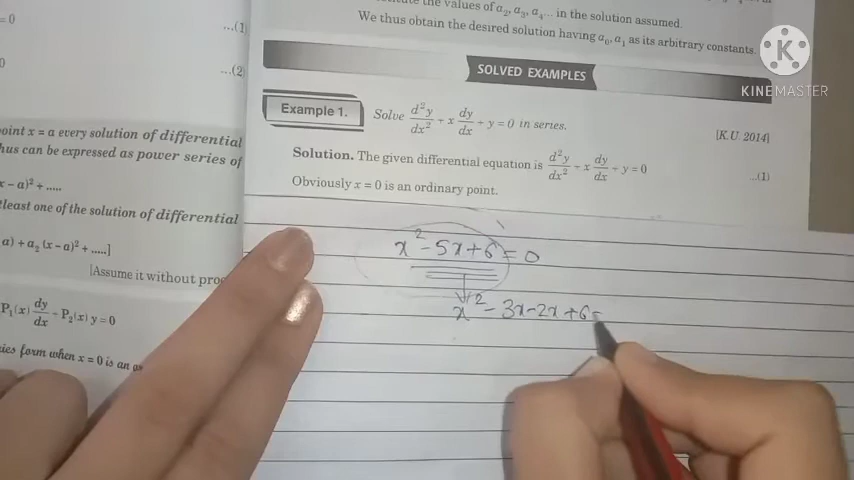 = 0
...(1)
0
...(2)
point x = a every solution of differential
thus can be expressed as power series of
x - a)² + .....
least one of the solution of differential
a) + a₂ (x - a)² + .....]
[Assume it without pro
P₁(x) dy/dx - P₂(x) y = 0
ries form when x = 0 is an
the values of a₂, a₃, a₄... in the solution assumed.
We thus obtain the desired solution having a₀, a₁ as its arbitrary constants.
K
KINEMASTER
SOLVED EXAMPLES
Example 1. Solve d²y/dx² + x dy/dx + y = 0 in series. [K.U. 2014]
Solution. The given differential equation is d²y/dx² + x dy/dx + y = 0 ...(1)
Obviously x = 0 is an ordinary point.
x² - 5x + 6 = 0
x² - 3x - 2x + 6 =